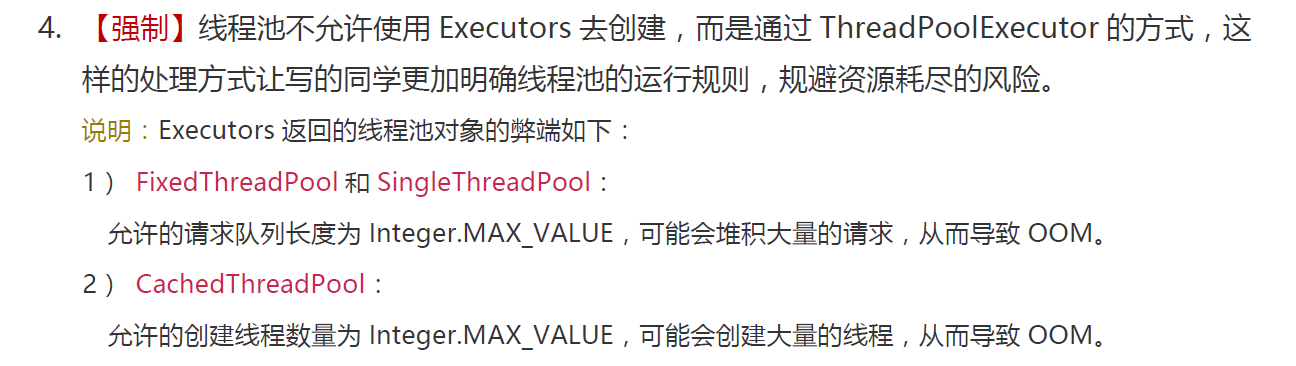 4. 【强制】线程池不允许使用 Executors 去创建，而是通过 ThreadPoolExecutor 的方式，这
样的处理方式让写的同学更加明确线程池的运行规则，规避资源耗尽的风险。
说明：Executors 返回的线程池对象的弊端如下：
1） FixedThreadPool 和 SingleThreadPool：
允许的请求队列长度为 Integer.MAX_VALUE，可能会堆积大量的请求，从而导致 OOM。
2） CachedThreadPool：
允许的创建线程数量为 Integer.MAX_VALUE，可能会创建大量的线程，从而导致 OOM。